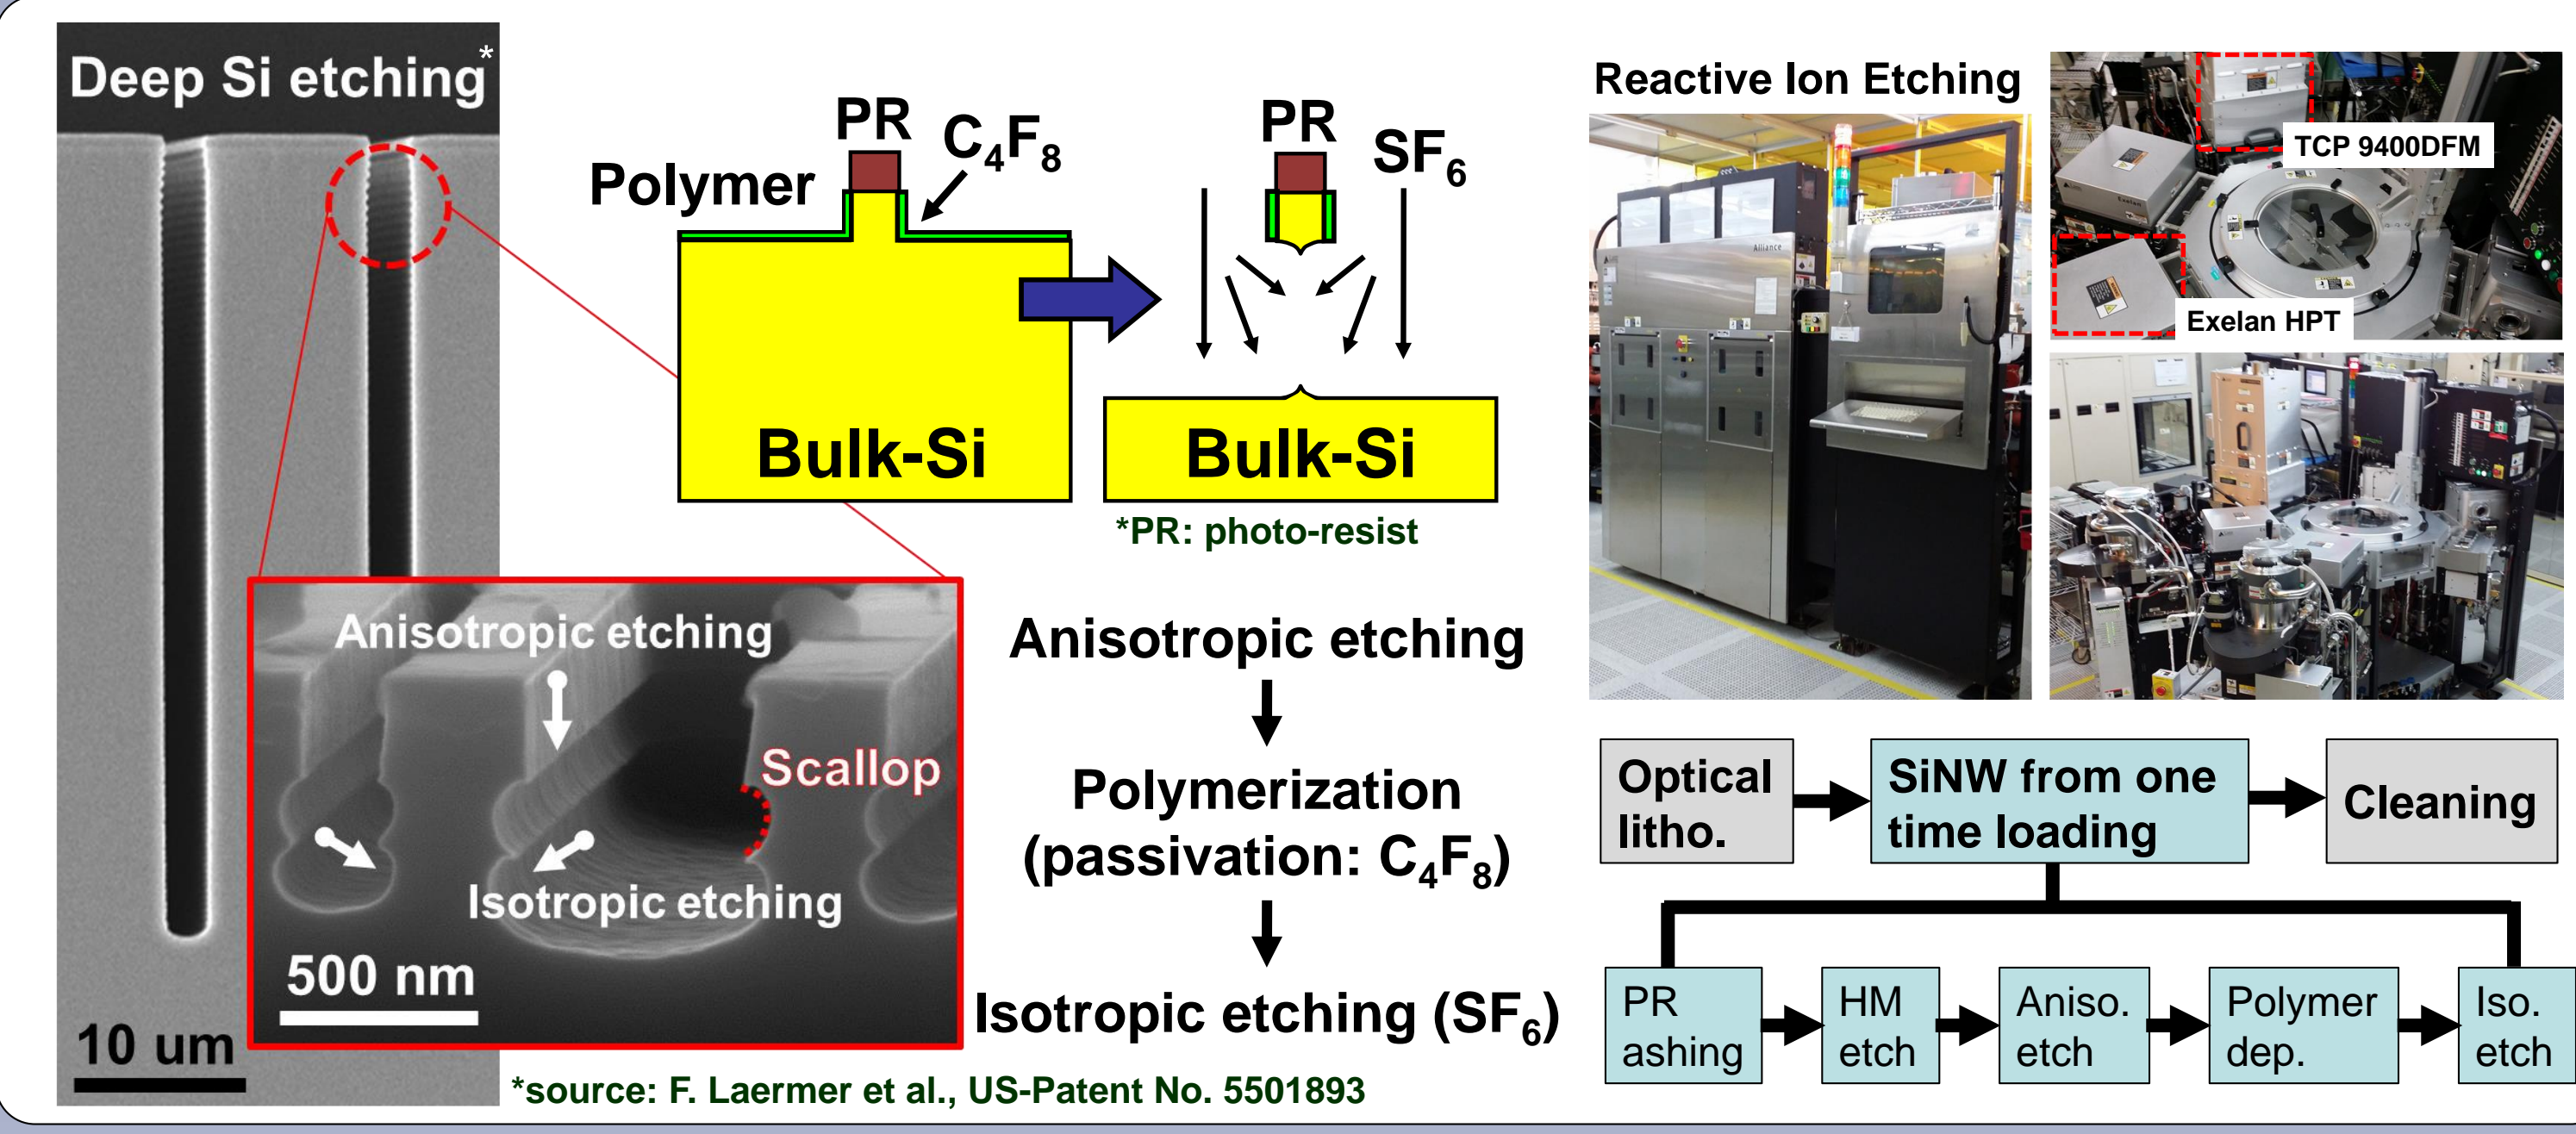 Deep Si etching*
10 um
Anisotropic etching
Scallop
Isotropic etching
500 nm
PR
C4F8
Polymer
Bulk-Si
PR
SF6
Bulk-Si
*PR: photo-resist
Anisotropic etching
Polymerization
(passivation: C4F8)
Isotropic etching (SF6)
*source: F. Laermer et al., US-Patent No. 5501893
Reactive Ion Etching
Alliance
TCP 9400DFM
Exelan
Exelan HPT
Optical
litho.
SiNW from one
time loading
Cleaning
PR
ashing
HM
etch
Aniso.
etch
Polymer
dep.
Iso.
etch